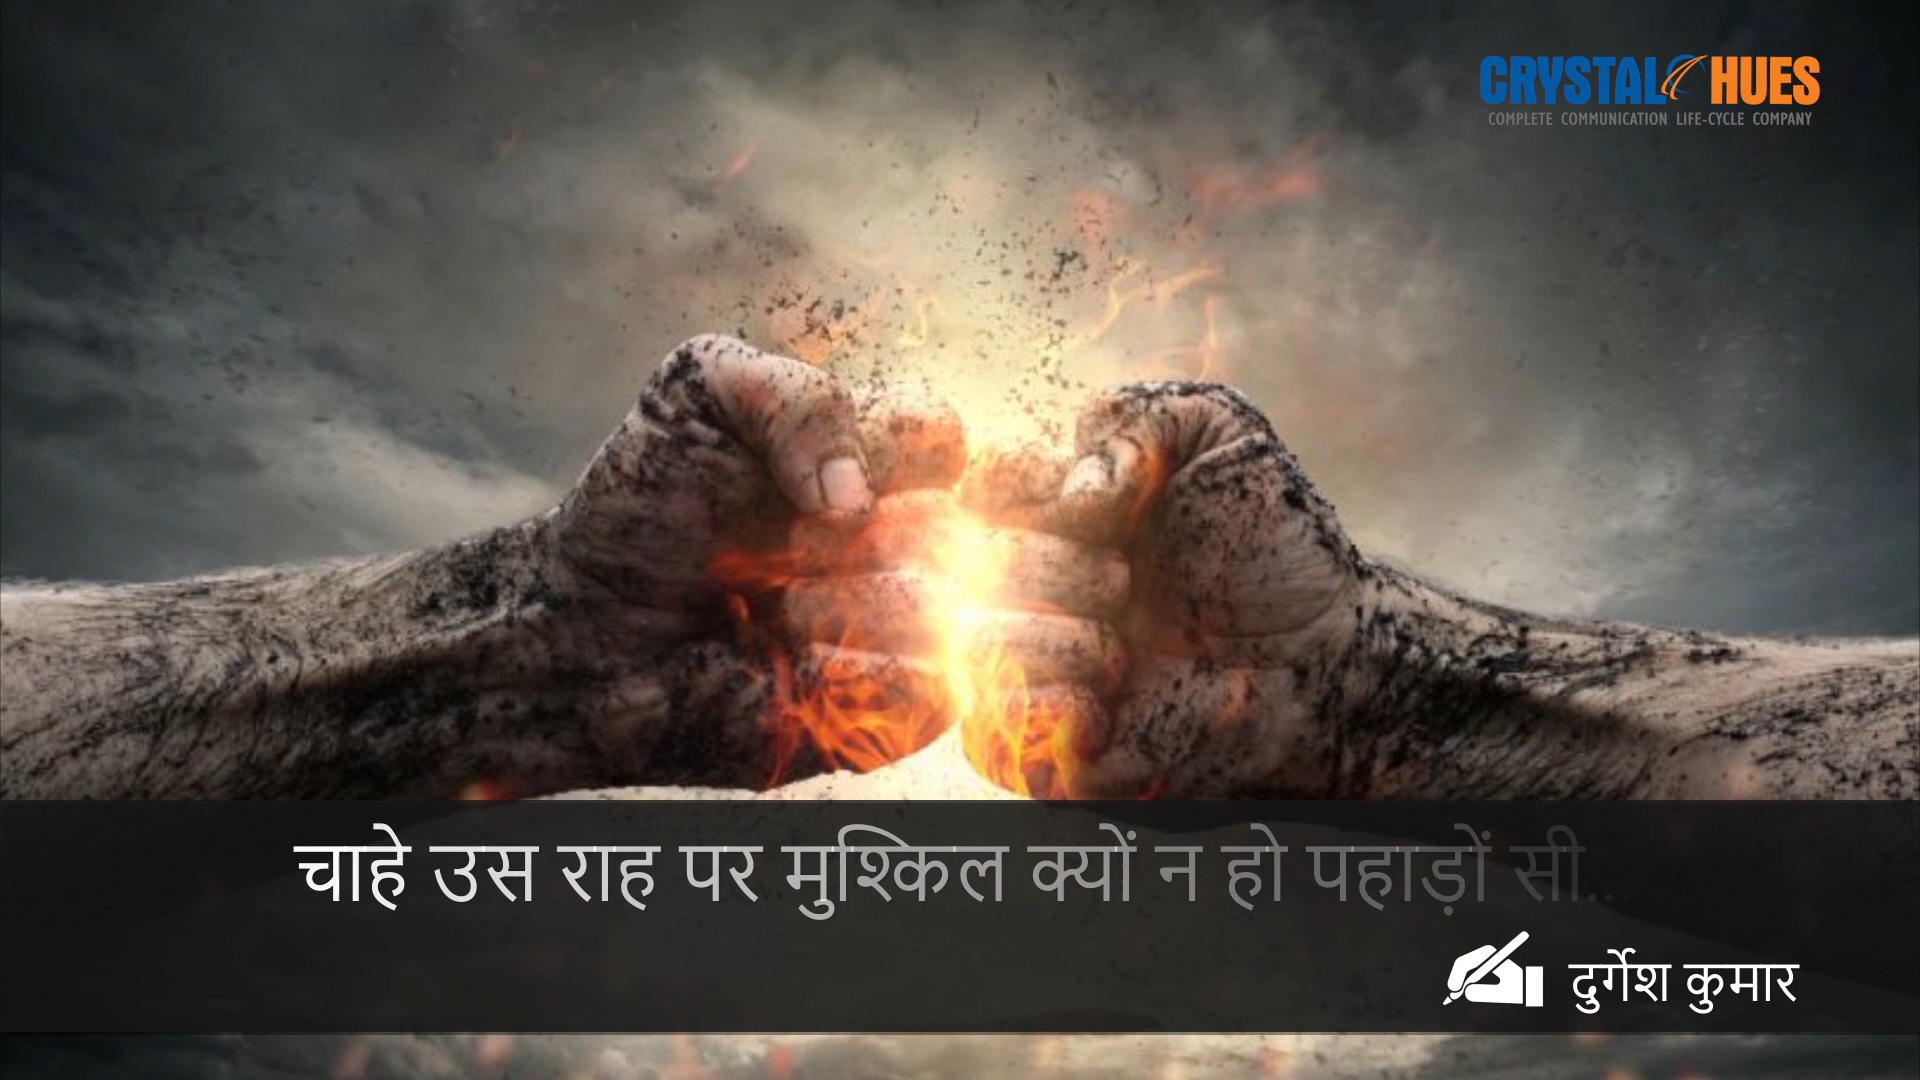 CRYSTAL HUES
COMPLETE COMMUNICATION LIFE-CYCLE COMPANY
चाहे उस राह पर मुश्किल क्यों न हो पहाड़ों सी..
दुर्गेश कुमार